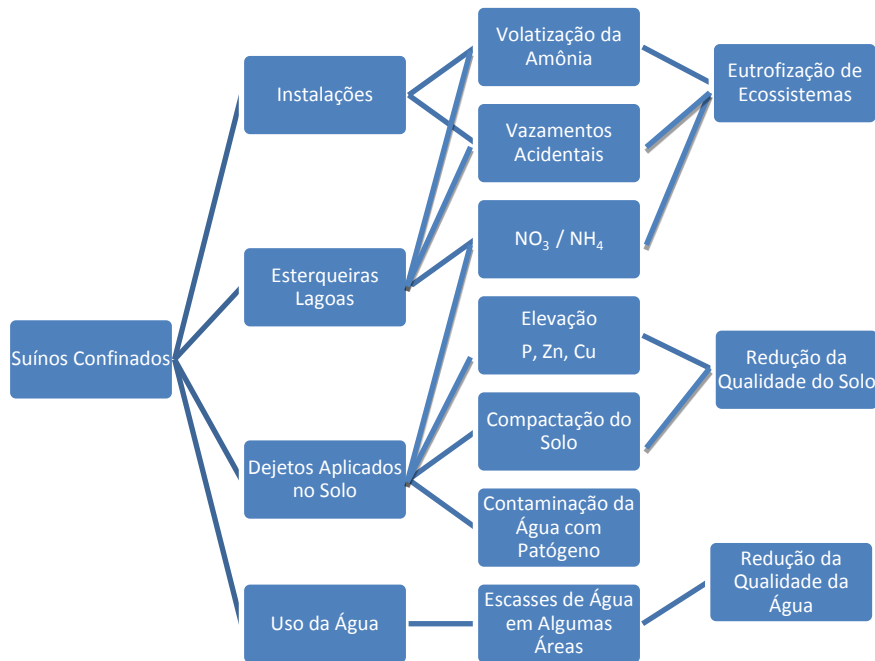 Suínos Confinados
Instalações
Esterqueiras
Lagoas
Dejetos Aplicados
no Solo
Uso da Água
Volatização da
Amônia
Vazamentos
Acidentais
NO₃ / NH₄
Elevação
P, Zn, Cu
Compactação do
Solo
Contaminação da
Água com
Patógeno
Escasses de Água
em Algumas
Áreas
Eutrofização de
Ecossistemas
Redução da
Qualidade do Solo
Redução da
Qualidade da
Água